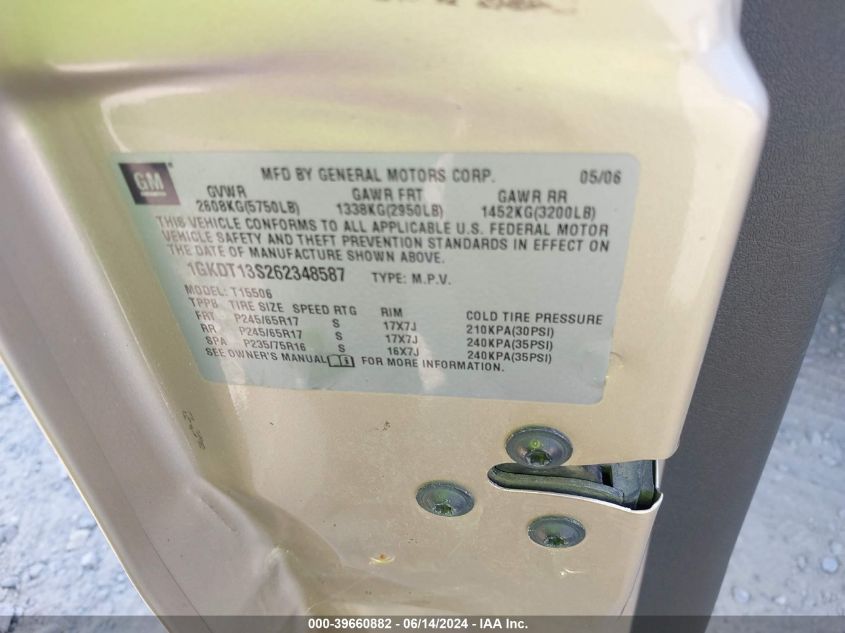 GM
MFD BY GENERAL MOTORS CORP. 05/06
GVWR GAWR FRT GAWR RR
2608KG(5750LB) 1338KG(2950LB) 1452KG(3200LB)
THIS VEHICLE CONFORMS TO ALL APPLICABLE U.S. FEDERAL MOTOR
VEHICLE SAFETY AND THEFT PREVENTION STANDARDS IN EFFECT ON
THE DATE OF MANUFACTURE SHOWN ABOVE.
1GKDT13S262348587 TYPE: M.P.V.
MODEL: T15506
TPPB TIRE SIZE SPEED RTG RIM COLD TIRE PRESSURE
FRT P245/65R17 S 17X7J 210KPA(30PSI)
RR P245/65R17 S 17X7J 240KPA(35PSI)
SPA P235/75R16 S 16X7J 240KPA(35PSI)
SEE OWNER'S MANUAL FOR MORE INFORMATION.
000-39660882 - 06/14/2024 - IAA Inc.